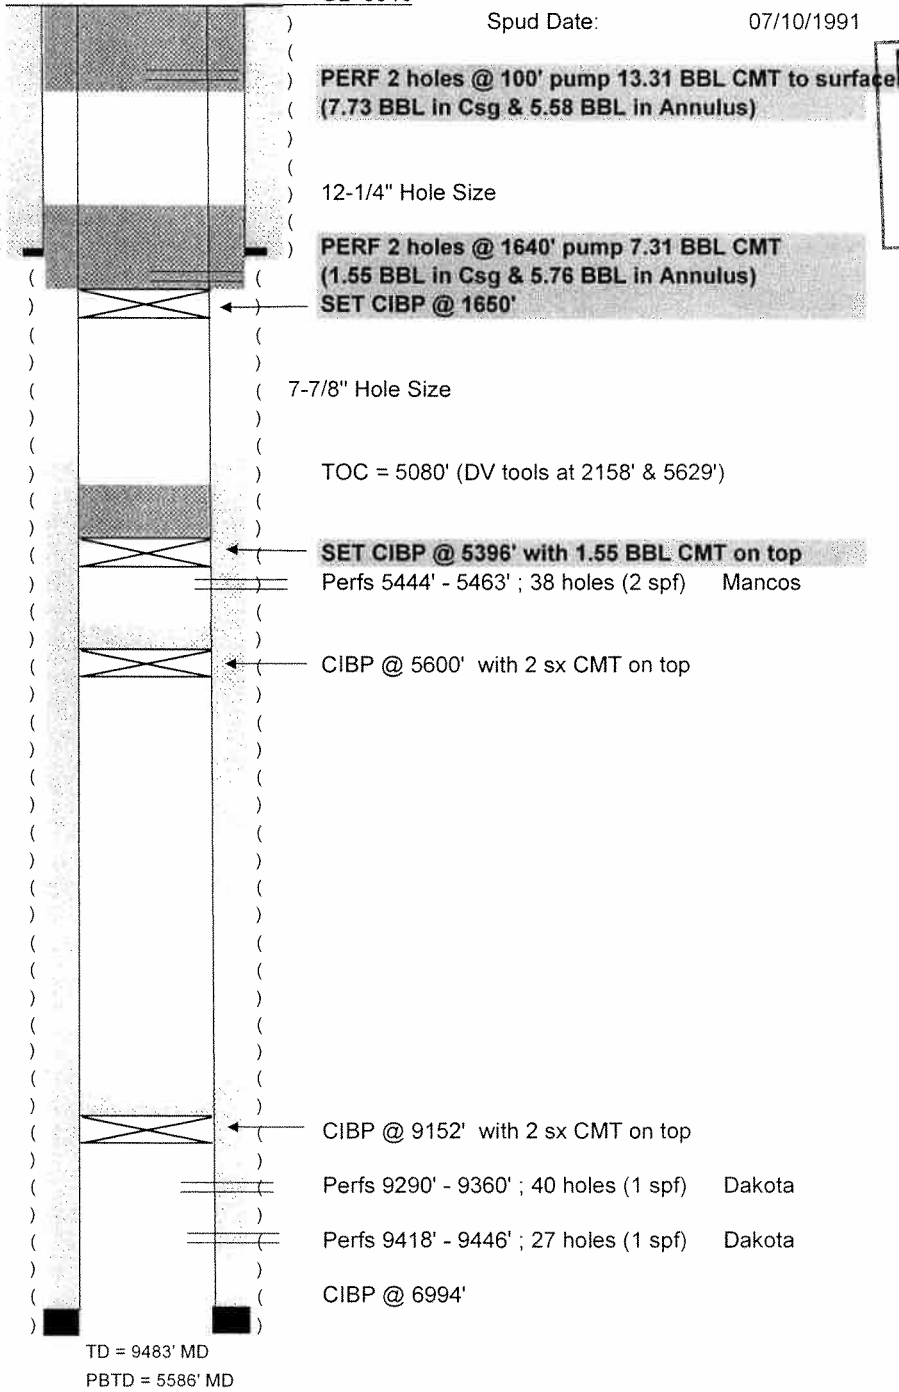 Spud Date: 07/10/1991
PERF 2 holes @ 100' pump 13.31 BBL CMT to surface
(7.73 BBL in Csg & 5.58 BBL in Annulus)
12-1/4" Hole Size
PERF 2 holes @ 1640' pump 7.31 BBL CMT
(1.55 BBL in Csg & 5.76 BBL in Annulus)
SET CIBP @ 1650'
7-7/8" Hole Size
TOC = 5080' (DV tools at 2158' & 5629')
SET CIBP @ 5396' with 1.55 BBL CMT on top
Perfs 5444' - 5463' ; 38 holes (2 spf) Mancos
CIBP @ 5600' with 2 sx CMT on top
CIBP @ 9152' with 2 sx CMT on top
Perfs 9290' - 9360' ; 40 holes (1 spf) Dakota
Perfs 9418' - 9446' ; 27 holes (1 spf) Dakota
CIBP @ 6994'
TD = 9483' MD
PBTD = 5586' MD